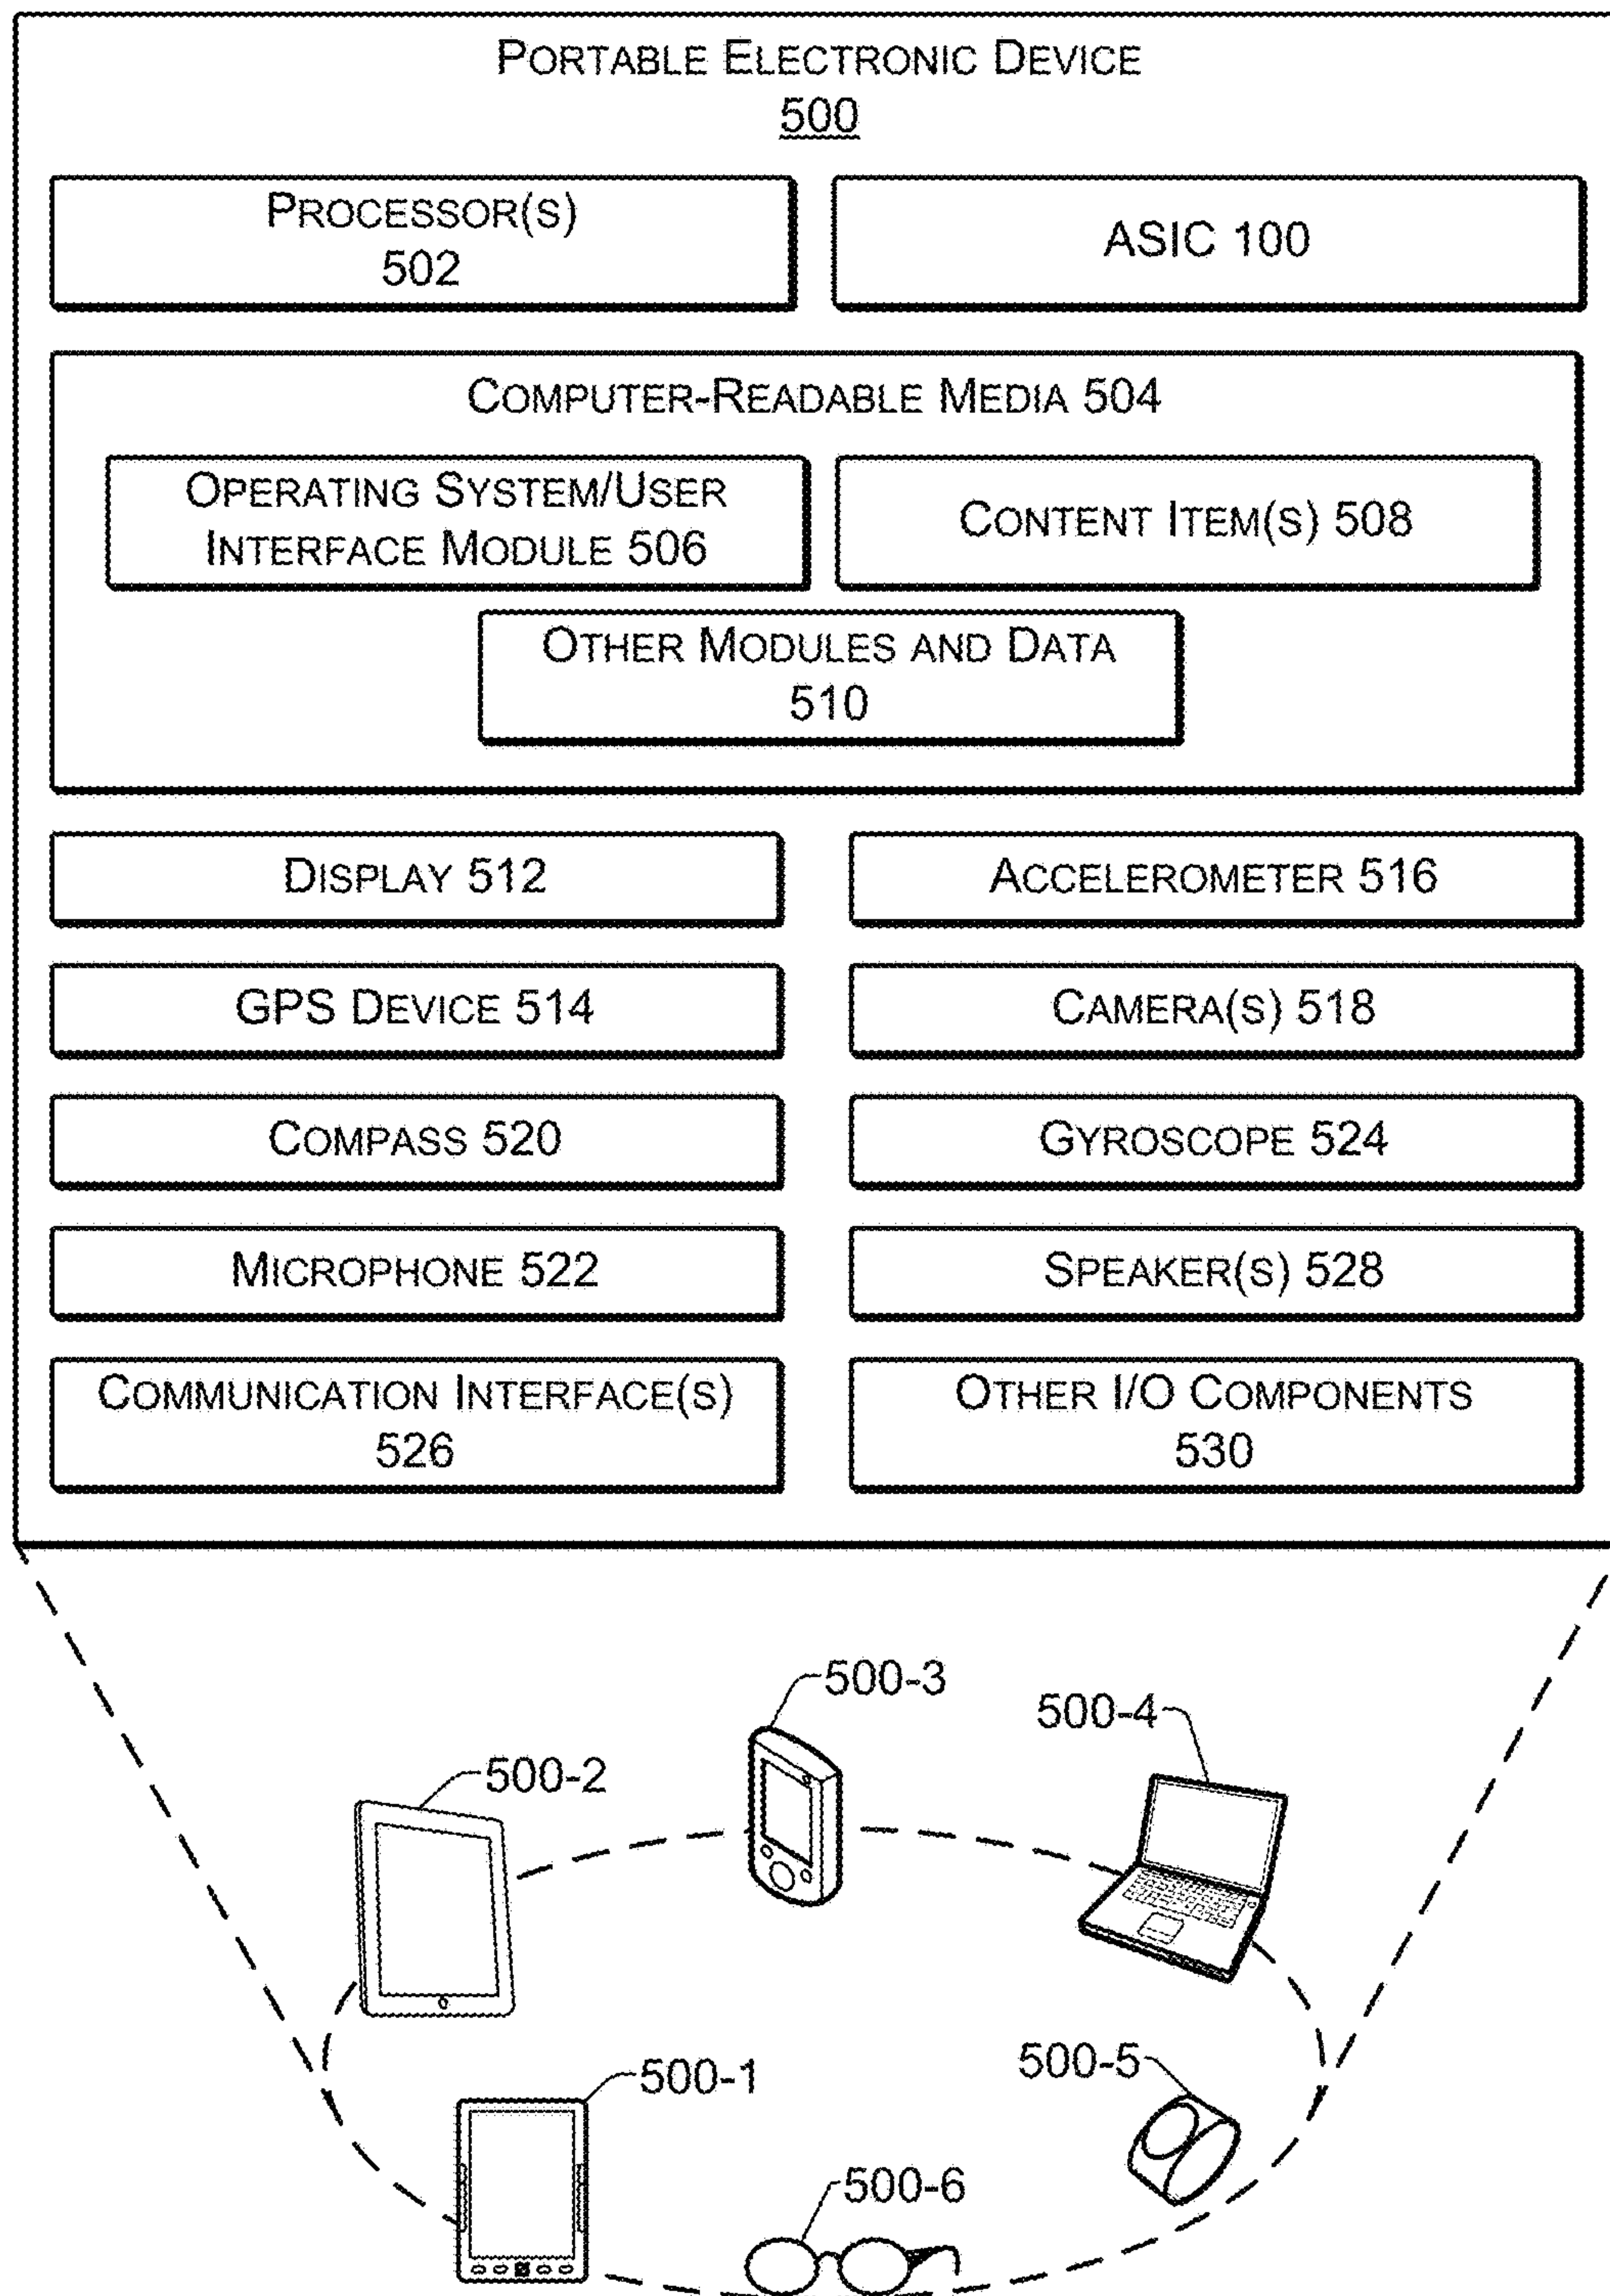 PORTABLE ELECTRONIC DEVICE
500
PROCESSOR(S)
502
ASIC 100
COMPUTER-READABLE MEDIA 504
OPERATING SYSTEM/USER
INTERFACE MODULE 506
CONTENT ITEM(S) 508
OTHER MODULES AND DATA
510
DISPLAY 512
ACCELEROMETER 516
GPS DEVICE 514
CAMERA(S) 518
COMPASS 520
GYROSCOPE 524
MICROPHONE 522
SPEAKER(S) 528
COMMUNICATION INTERFACE(S)
526
OTHER I/O COMPONENTS
530
500-3
500-4
500-2
500-5
500-1
500-6